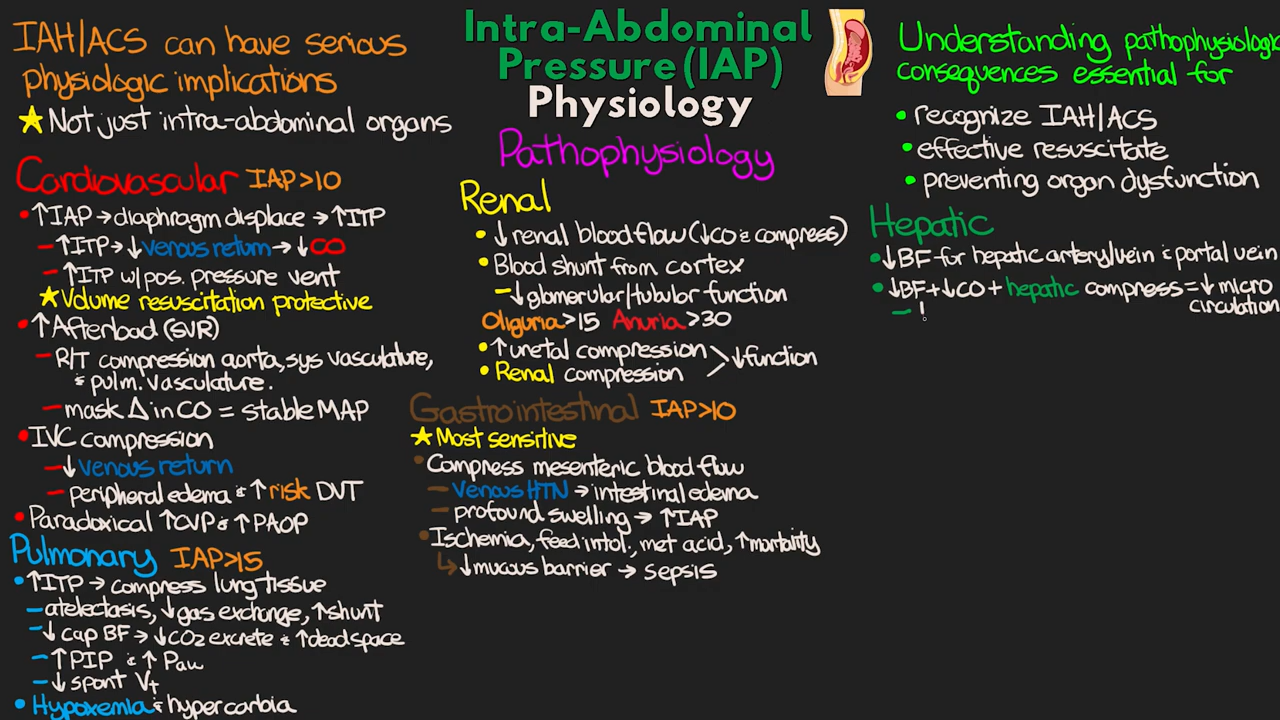 IAH/ACS can have serious
physiologic implications
Not just intra-abdominal organs
Cardiovascular IAP>10
↑IAP→diaphragm displace→↑ITP
-↑ITP→↓venous return→↓CO
-↑ITP w/pos. pressure vent
Volume resuscitation protective
↑Afterload (SVR)
- R/T compression aorta, sys vasculature,
& pulm. vasculature.
- mask Δ in CO = stable MAP
IVC compression
-↓venous return
- peripheral edema & ↑risk DVT
Paradoxical ↑CVP & ↑PAOP
Pulmonary IAP>15
↑ITP→compress lung tissue
-atelectasis, ↓gas exchange, ↑shunt
-↓cap BF→↓CO2 excrete & ↑dead space
-↑PIP & ↑Paw
-↓spont Vt
Hypoxemia & hypercarbia
Intra-Abdominal
Pressure (IAP)
Physiology
Pathophysiology
Renal
↓renal blood flow (↓CO & compress)
Blood shunt from cortex
-↓glomerular/tubular function
Oliguria>15 Anuria>30
↑uretal compression
Renal compression
↓function
Gastrointestinal IAP>10
Most sensitive
Compress mesenteric blood flow
- Venous HTN→intestinal edema
- profound swelling→↑IAP
Ischemia, feed intol., met acid, ↑mortality
↓mucous barrier→sepsis
Understanding pathophysiologic
consequences essential for
recognize IAH/ACS
effective resuscitate
preventing organ dysfunction
Hepatic
↓BF for hepatic artery/vein & portal vein
↓BF+↓CO+hepatic compress=↓micro
circulation
-